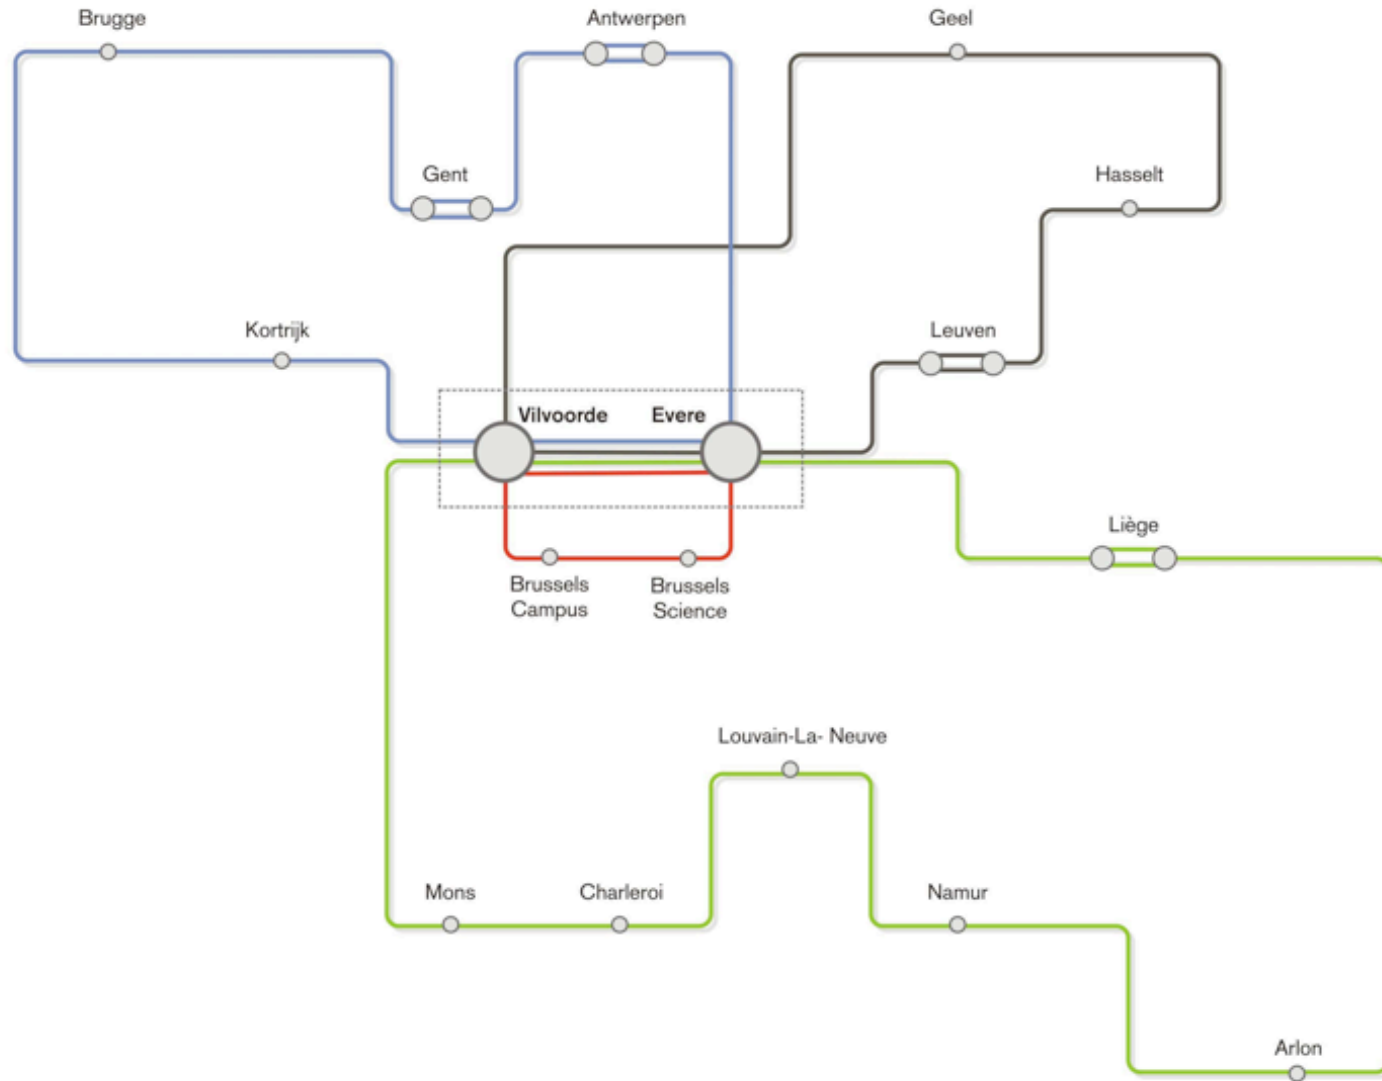 Brugge
Antwerpen
Geel
Gent
Hasselt
Kortrijk
Leuven
Vilvoorde
Evere
Liège
Brussels
Campus
Brussels
Science
Louvain-La- Neuve
Mons
Charleroi
Namur
Arlon